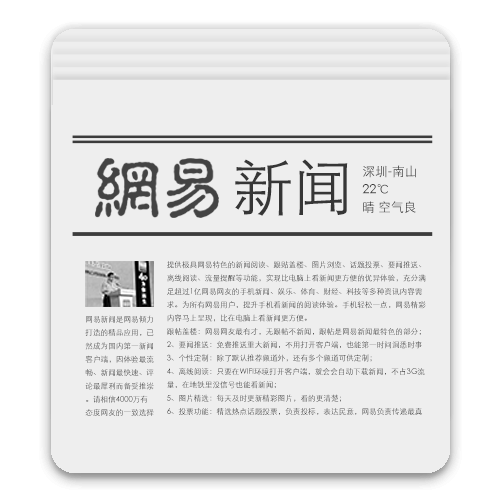 網易 新闻
深圳-南山
22℃
晴 空气良
网易新闻是网易倾力
打造的精品应用，已
然成为国内第一新闻
客户端，因体验最流
畅、新闻最快速、评
论最犀利而备受推崇
。请相信4000万有
态度网友的一致选择
提供极具网易特色的新闻阅读、跟贴盖楼、图片浏览、话题投票、要闻推送、
离线阅读、流量提醒等功能，实现比电脑上看新闻更方便的优异体验，充分满
足超过1亿网易网友的手机新闻、娱乐、体育、财经、科技等多种资讯内容需
求。为所有网易用户，提升手机看新闻的阅读体验。手机轻松一点，网易精彩
内容马上呈现，比在电脑上看新闻更方便。
跟帖盖楼：网易网友最有才，无跟帖不新闻，跟帖是网易新闻最特色的部分；
2、要闻推送：免费推送重大新闻，不用打开客户端，也能第一时间洞悉时事
3、个性定制：除了默认推荐频道外，还有多个频道可供定制；
4、离线阅读：只要在WIFI环境打开客户端，就会会自动下载新闻，不占3G流
量，在地铁里没信号也能看新闻；
5、图片精选：每天及时更新精彩图片，看的更清楚；
6、投票功能：精选热点话题投票，负责投标，表达民意，网易负责传递最真